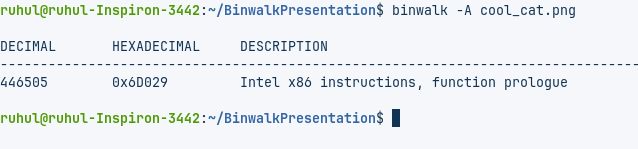 ruhul@ruhul-Inspiron-3442:~/BinwalkPresentation$ binwalk -A cool_cat.png
DECIMAL       HEXADECIMAL     DESCRIPTION
--------------------------------------------------------------------------------
446505        0x6D029         Intel x86 instructions, function prologue
ruhul@ruhul-Inspiron-3442:~/BinwalkPresentation$